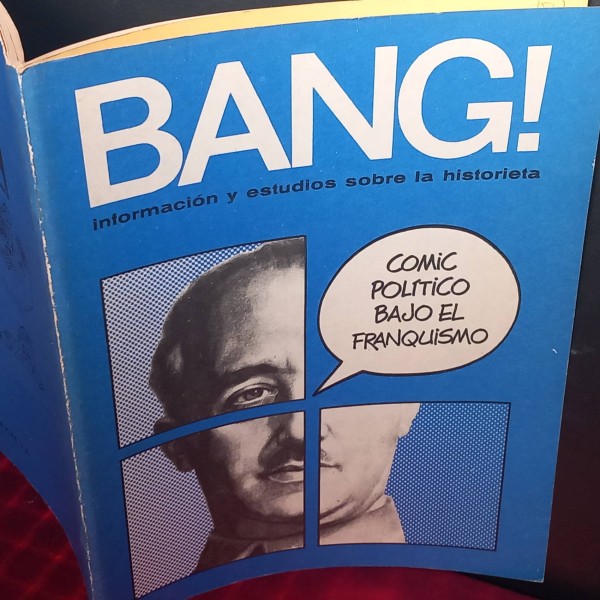 BANG!
información y estudios sobre la historieta
COMIC
POLÍTICO
BAJO EL
FRANQUISMO